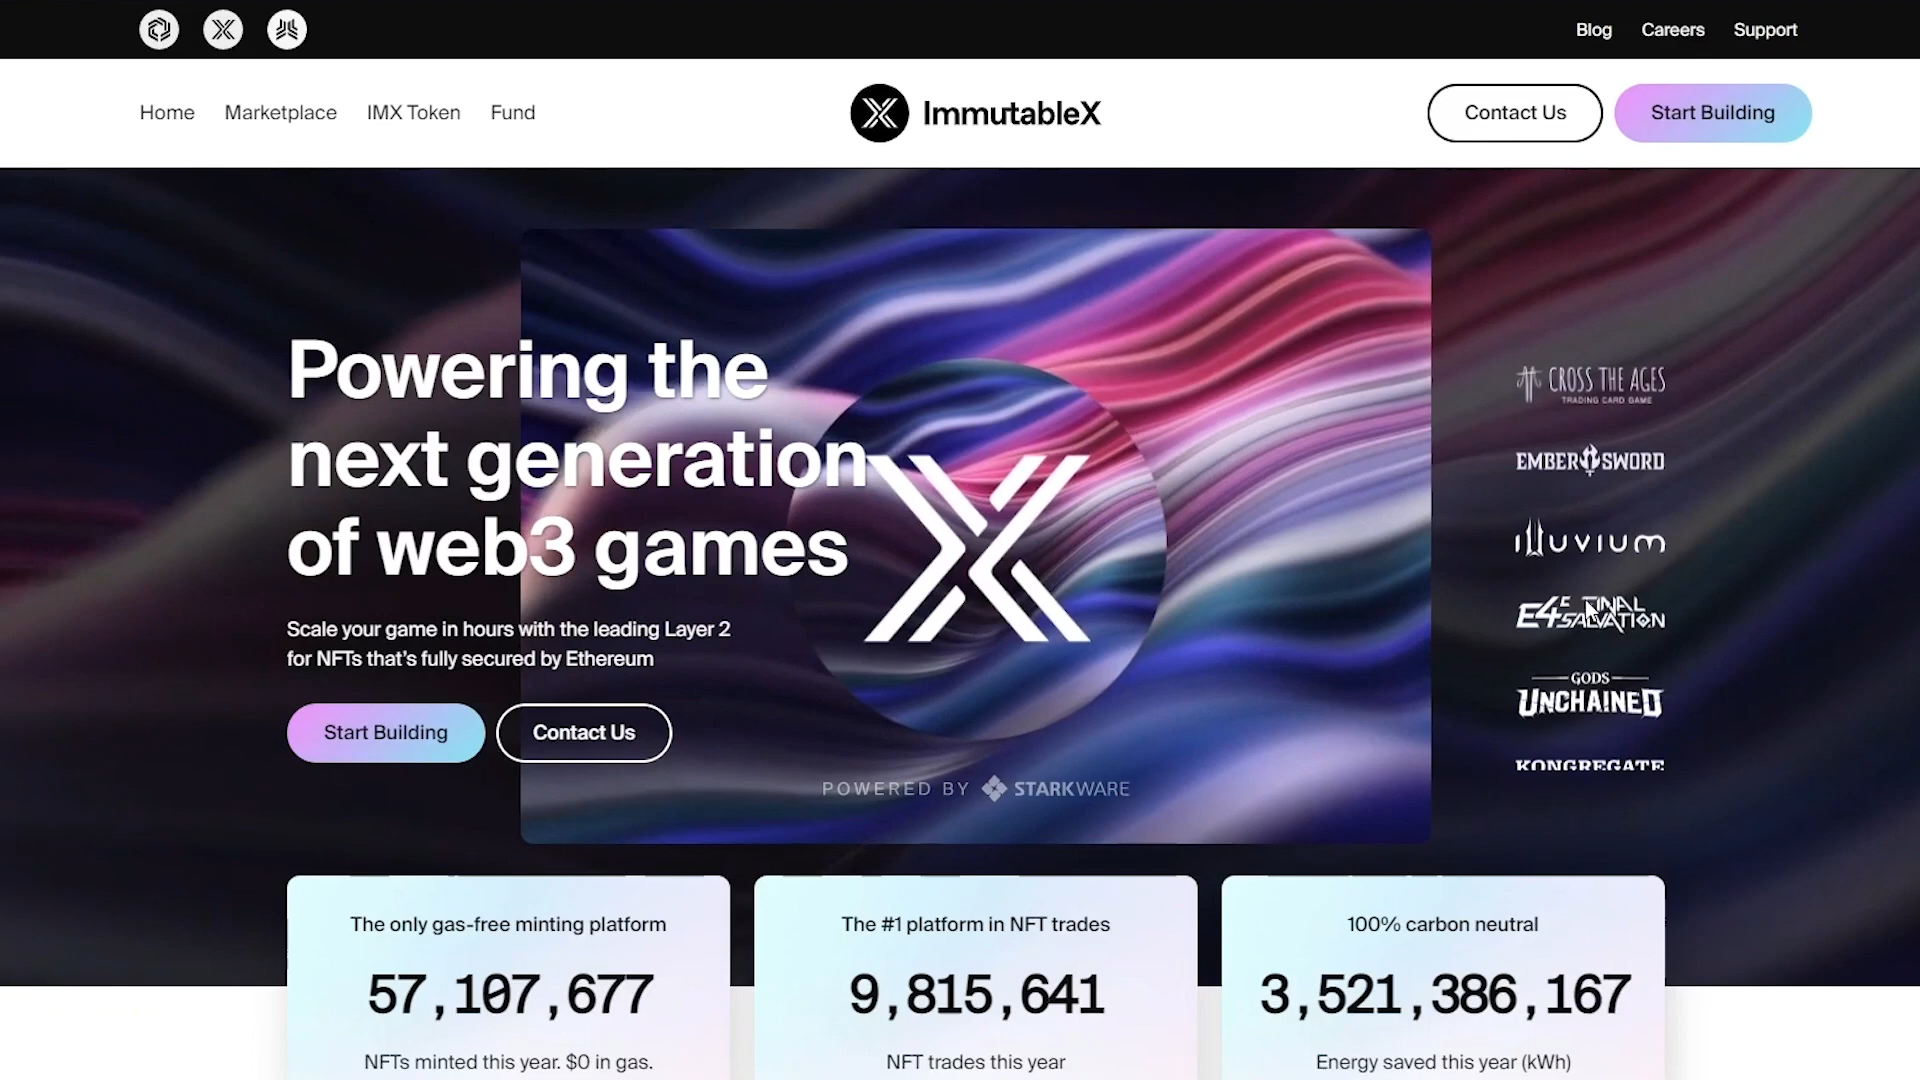 Blog Careers Support
Home Marketplace IMX Token Fund
ImmutableX
Contact Us Start Building
Powering the
next generation
of web3 games
Scale your game in hours with the leading Layer 2
for NFTs that’s fully secured by Ethereum
Start Building Contact Us
POWERED BY STARKWARE
CROSS THE AGES
TRADING CARD GAME
EMBER SWORD
ILLUVIUM
E4E FINAL
SALVATION
GODS
UNCHAINED
KONGREGATE
The only gas-free minting platform
57,107,677
NFTs minted this year. $0 in gas.
The #1 platform in NFT trades
9,815,641
NFT trades this year
100% carbon neutral
3,521,386,167
Energy saved this year (kWh)